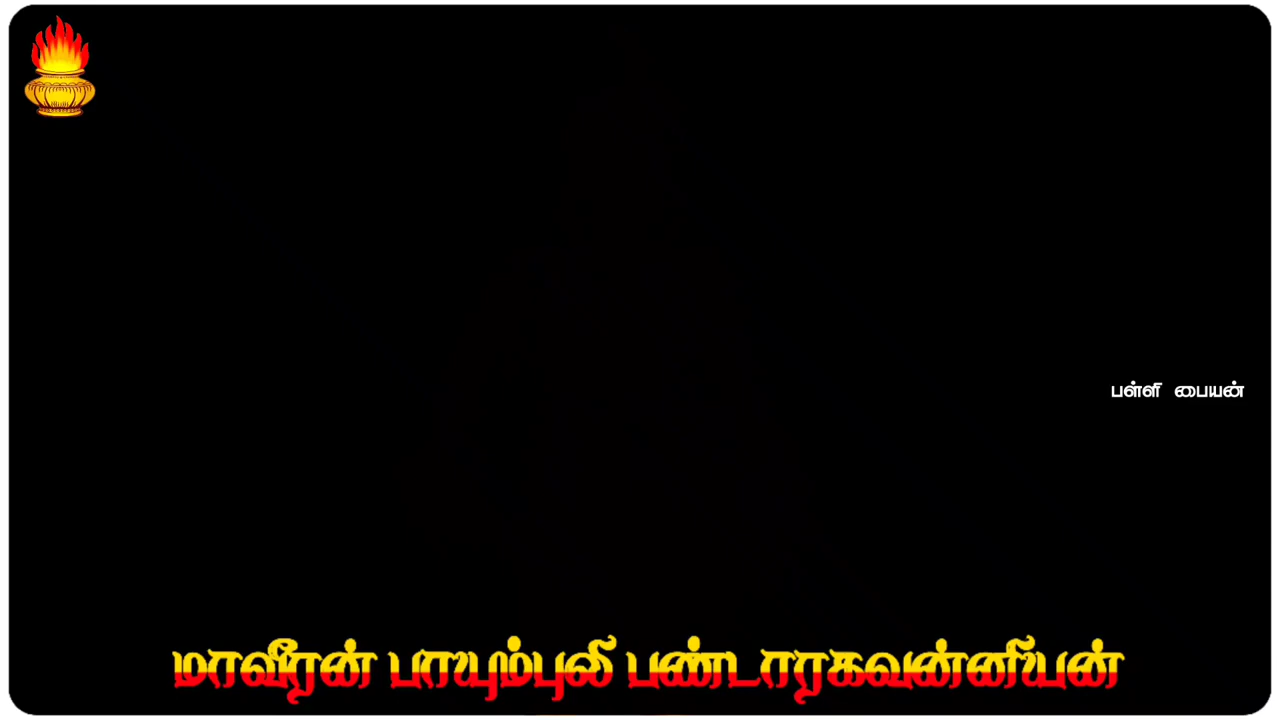 பள்ளி பையன்
மாவீரன் பாயும்புலி பண்டாரகவன்னியன்